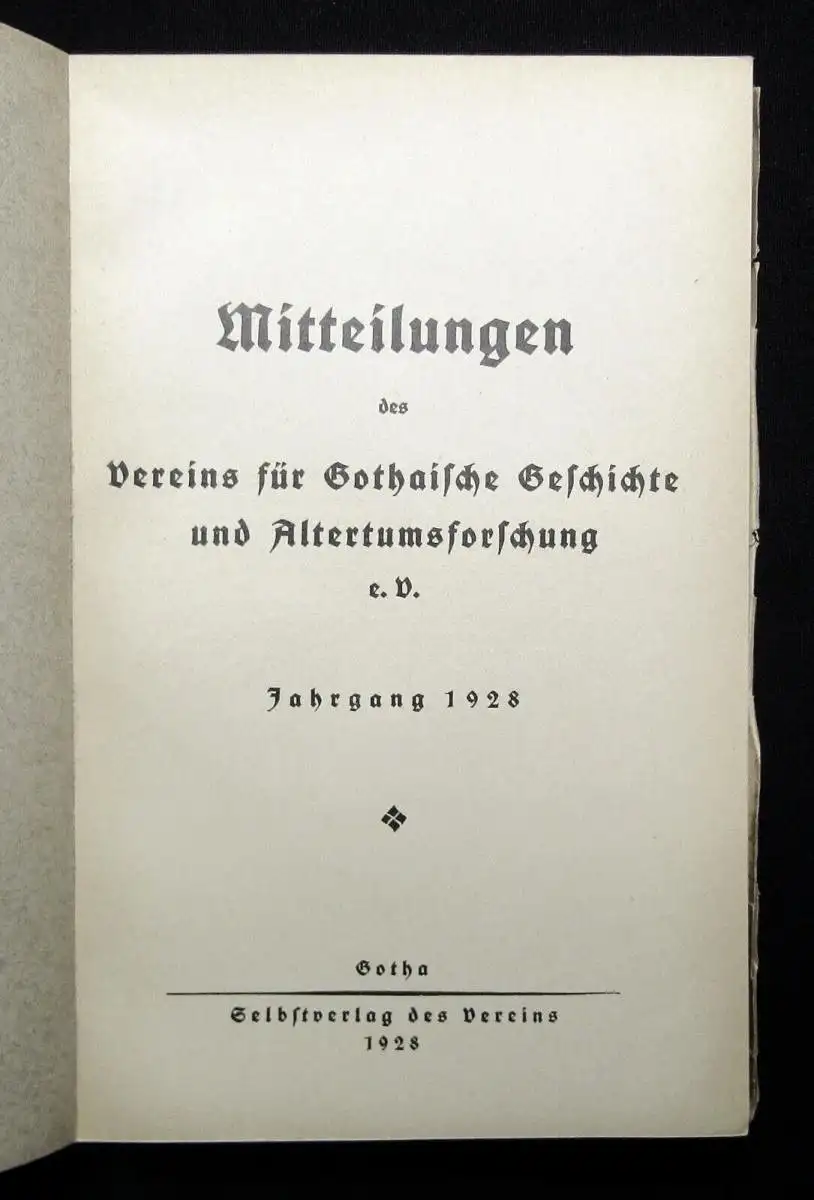 Mitteilungen
des
Vereins für Gothaiſche Geſchichte
und Altertumsforſchung
e. V.
Jahrgang 1928
Gotha
Selbſtverlag des Vereins
1928